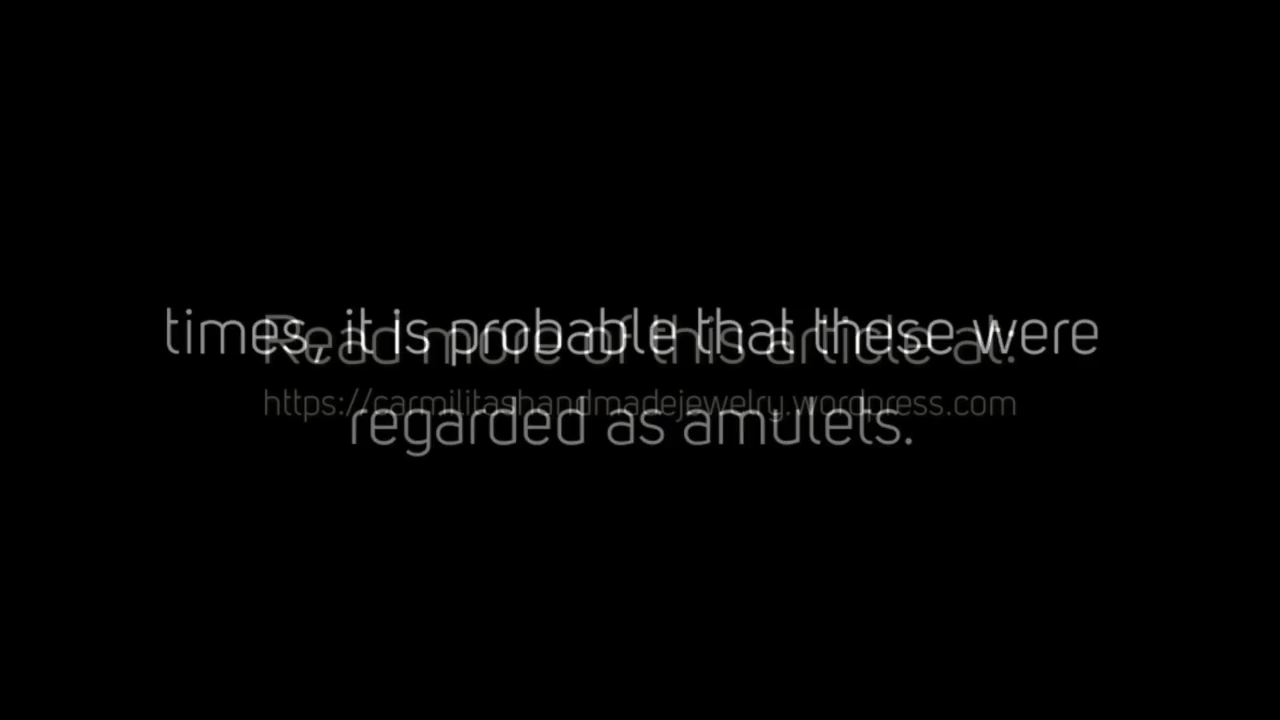 times, it is probable that these were
regarded as amulets.
Read more of this article at:
https://carmilitashandmadejewelry.wordpress.com